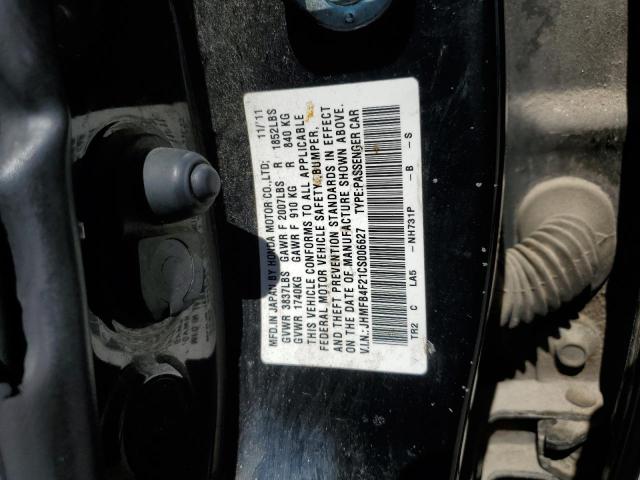 MFD.IN JAPAN BY HONDA MOTOR CO.,LTD; 11/'11
GVWR 3837LBS GAWR F 2007LBS R 1852LBS
GVWR 1740KG GAWR F 910 KG R 840 KG
THIS VEHICLE CONFORMS TO ALL APPLICABLE
FEDERAL MOTOR VEHICLE SAFETY, BUMPER,
AND THEFT PREVENTION STANDARDS IN EFFECT
ON THE DATE OF MANUFACTURE SHOWN ABOVE.
V.I.N.: JHMFB4F21CS006627 TYPE:PASSENGER CAR
TR2 C LA5 -NH731P -B -S